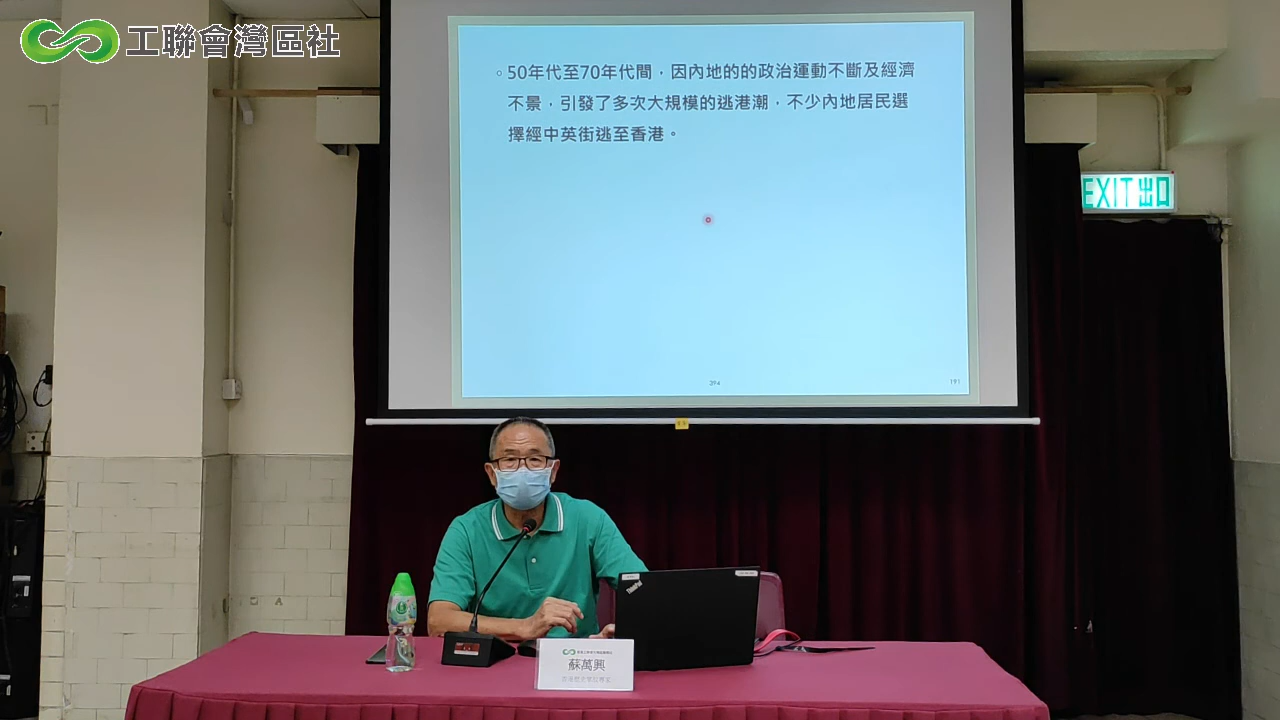 工聯會灣區社
50年代至70年代間，因內地的的政治運動不斷及經濟
不景，引發了多次大規模的逃港潮，不少內地居民選
擇經中英街逃至香港。
394
191
EXIT 出口
ThinkPad
蘇萬興